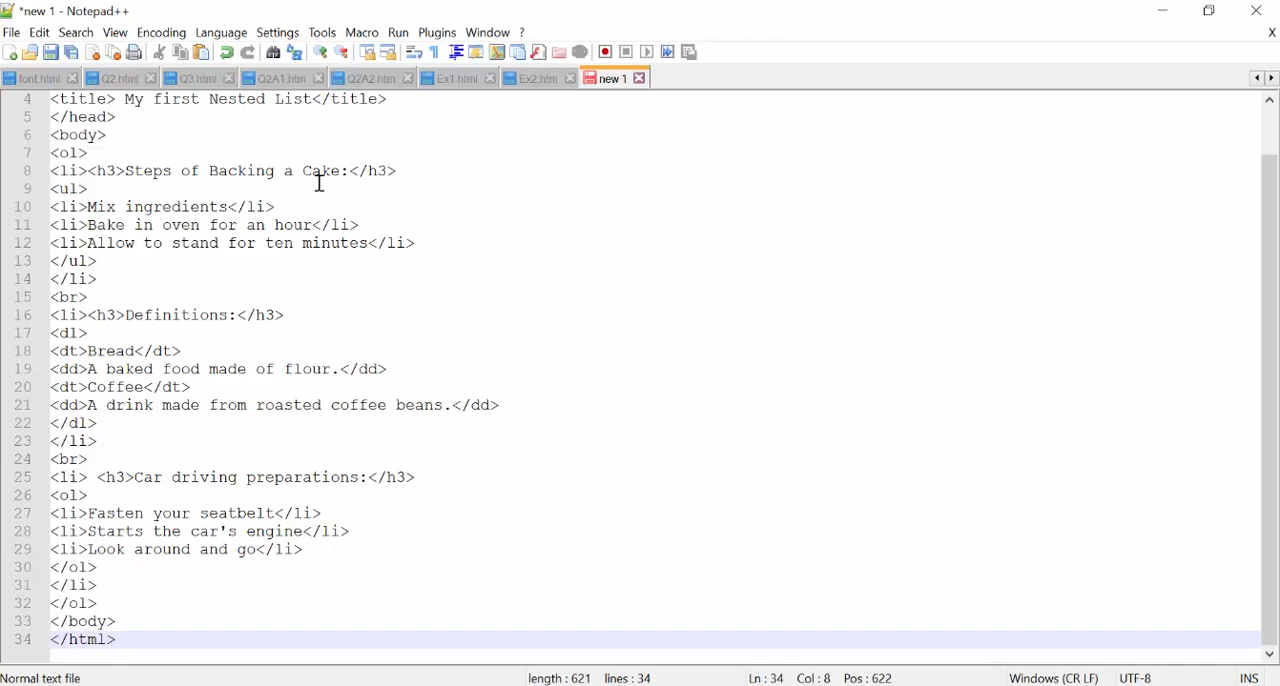 *new 1 - Notepad++
File Edit Search View Encoding Language Settings Tools Macro Run Plugins Window ? X
font.html Q2.html Q3.html Q2A1.htm Q2A2.htm Ex1.html Ex2.htm new 1
4 <title> My first Nested List</title>
5 </head>
6 <body>
7 <ol>
8 <li><h3>Steps of Backing a Cake:</h3>
9 <ul>
10 <li>Mix ingredients</li>
11 <li>Bake in oven for an hour</li>
12 <li>Allow to stand for ten minutes</li>
13 </ul>
14 </li>
15 <br>
16 <li><h3>Definitions:</h3>
17 <dl>
18 <dt>Bread</dt>
19 <dd>A baked food made of flour.</dd>
20 <dt>Coffee</dt>
21 <dd>A drink made from roasted coffee beans.</dd>
22 </dl>
23 </li>
24 <br>
25 <li> <h3>Car driving preparations:</h3>
26 <ol>
27 <li>Fasten your seatbelt</li>
28 <li>Starts the car's engine</li>
29 <li>Look around and go</li>
30 </ol>
31 </li>
32 </ol>
33 </body>
34 </html>
Normal text file length : 621 lines : 34 Ln : 34 Col : 8 Pos : 622 Windows (CR LF) UTF-8 INS